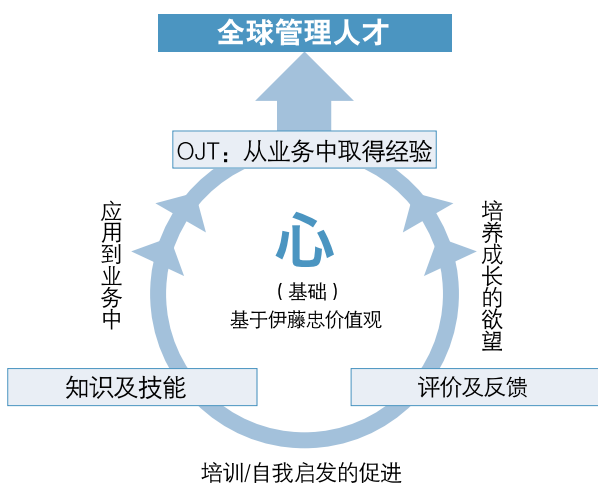 全球管理人才
OJT：从业务中取得经验
应用到业务中
培养成长的欲望
心
（基础）
基于伊藤忠价值观
知识及技能
评价及反馈
培训/自我启发的促进